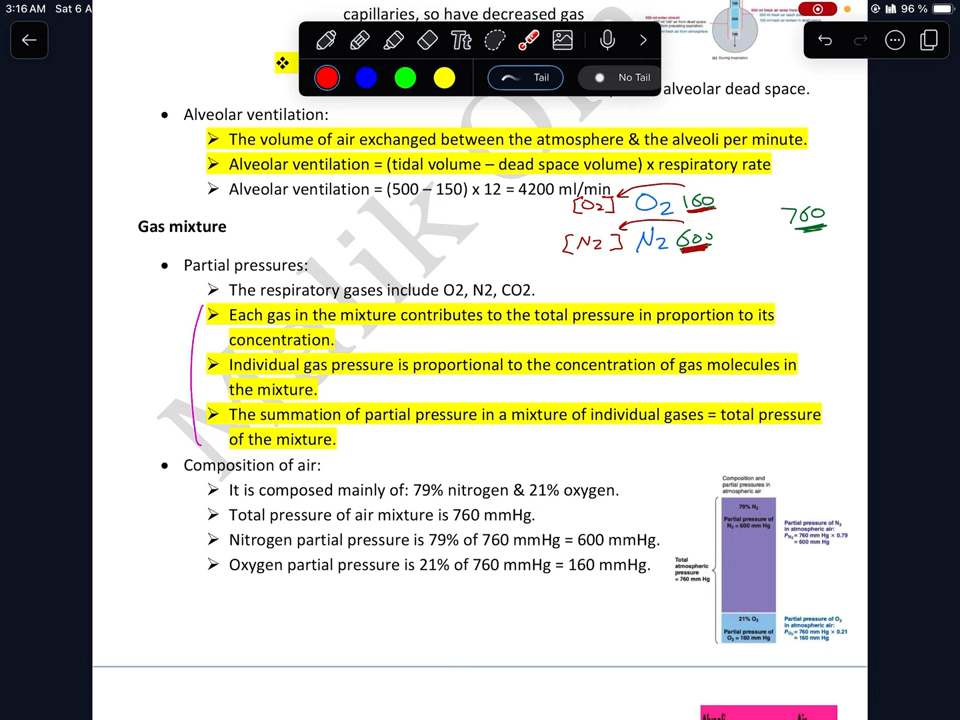 3:16 AM Sat 6 A
96 %
capillaries, so have decreased gas
Tt
Tail
No Tail
alveolar dead space.
(c) During inspiration
• Alveolar ventilation:
➢ The volume of air exchanged between the atmosphere & the alveoli per minute.
➢ Alveolar ventilation = (tidal volume – dead space volume) x respiratory rate
➢ Alveolar ventilation = (500 – 150) x 12 = 4200 ml/min
[O2] O2 160
760
[N2] N2 600
Gas mixture
• Partial pressures:
➢ The respiratory gases include O2, N2, CO2.
➢ Each gas in the mixture contributes to the total pressure in proportion to its
concentration.
➢ Individual gas pressure is proportional to the concentration of gas molecules in
the mixture.
➢ The summation of partial pressure in a mixture of individual gases = total pressure
of the mixture.
• Composition of air:
➢ It is composed mainly of: 79% nitrogen & 21% oxygen.
➢ Total pressure of air mixture is 760 mmHg.
➢ Nitrogen partial pressure is 79% of 760 mmHg = 600 mmHg.
➢ Oxygen partial pressure is 21% of 760 mmHg = 160 mmHg.
Composition and
partial pressures in
atmospheric air
79% N2
Partial pressure of
N2 = 600 mm Hg
Partial pressure of N2
in atmospheric air:
PN2 = 760 mm Hg x 0.79
= 600 mm Hg
Total
atmospheric
pressure
= 760 mm Hg
21% O2
Partial pressure of
O2 = 160 mm Hg
Partial pressure of O2
in atmospheric air:
PO2 = 760 mm Hg x 0.21
= 160 mm Hg
Alveoli
Air